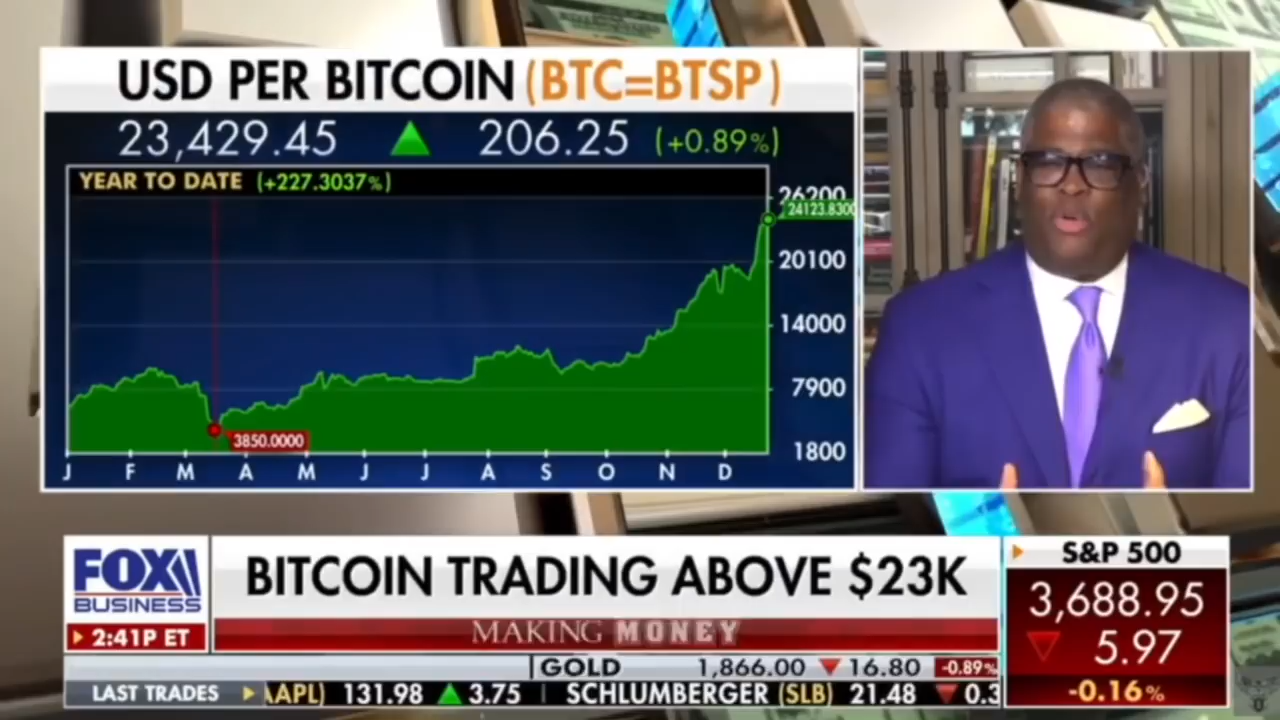 USD PER BITCOIN (BTC=BTSP)
23,429.45 ▲ 206.25 (+0.89%)
YEAR TO DATE (+227.3037%)
26200
24123.8300
20100
14000
7900
1800
3850.0000
J F M A M J J A S O N D
FOX BUSINESS
2:41P ET
BITCOIN TRADING ABOVE $23K
MAKING MONEY
S&P 500
3,688.95
▼ 5.97
-0.16%
GOLD 1,866.00 ▼ 16.80 -0.89%
LAST TRADES AAPL) 131.98 ▲ 3.75 SCHLUMBERGER (SLB) 21.48 ▼ 0.3